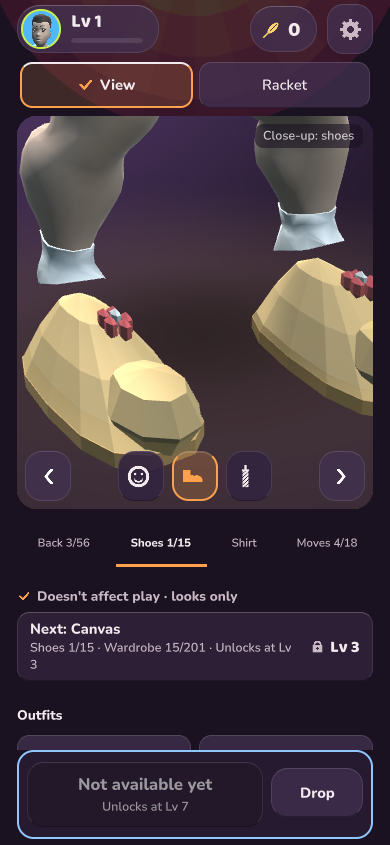 Lv 1
0
View
Racket
Close-up: shoes
Back 3/56
Shoes 1/15
Shirt
Moves 4/18
Doesn't affect play · looks only
Next: Canvas
Shoes 1/15 · Wardrobe 15/201 · Unlocks at Lv
3
Lv 3
Outfits
Not available yet
Unlocks at Lv 7
Drop